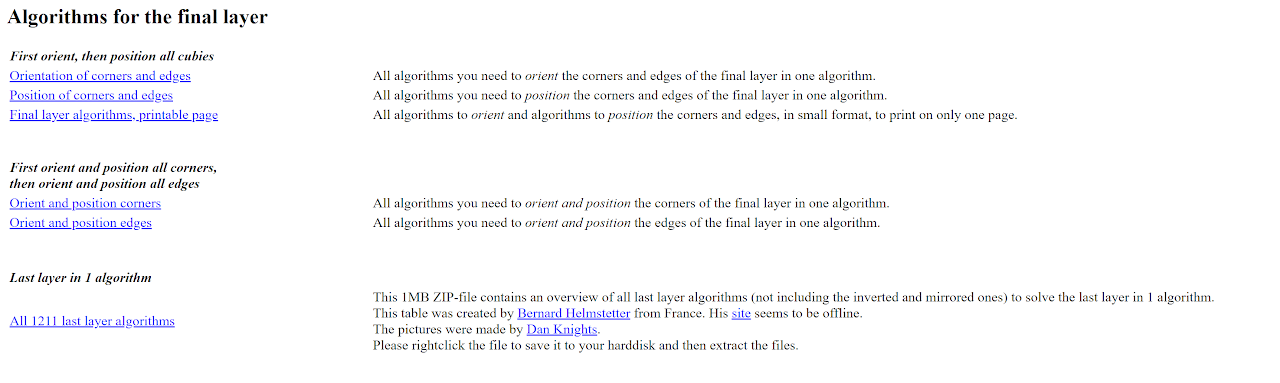 Algorithms for the final layer
First orient, then position all cubies
Orientation of corners and edges All algorithms you need to orient the corners and edges of the final layer in one algorithm.
Position of corners and edges All algorithms you need to position the corners and edges of the final layer in one algorithm.
Final layer algorithms, printable page All algorithms to orient and algorithms to position the corners and edges, in small format, to print on only one page.
First orient and position all corners,
then orient and position all edges
Orient and position corners All algorithms you need to orient and position the corners of the final layer in one algorithm.
Orient and position edges All algorithms you need to orient and position the edges of the final layer in one algorithm.
Last layer in 1 algorithm
All 1211 last layer algorithms
This 1MB ZIP-file contains an overview of all last layer algorithms (not including the inverted and mirrored ones) to solve the last layer in 1 algorithm.
This table was created by Bernard Helmstetter from France. His site seems to be offline.
The pictures were made by Dan Knights.
Please rightclick the file to save it to your harddisk and then extract the files.